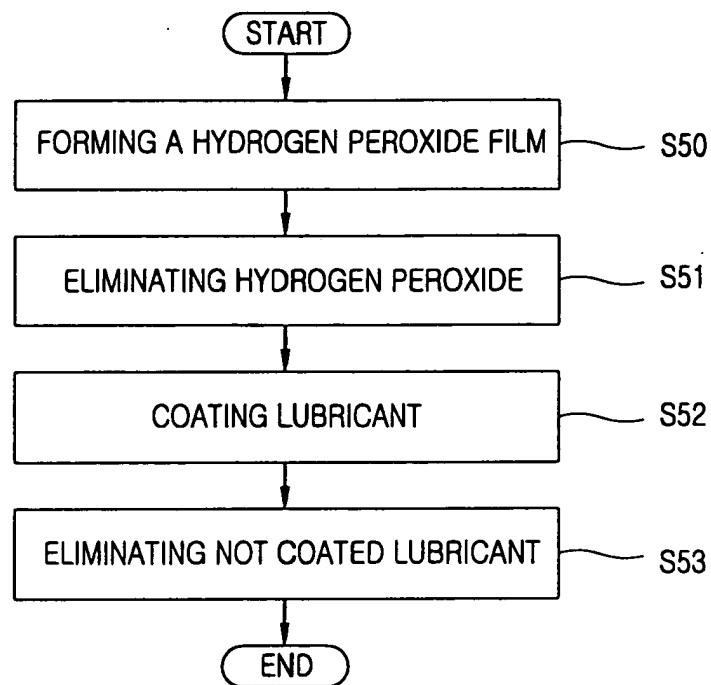 START
FORMING A HYDROGEN PEROXIDE FILM
S50
ELIMINATING HYDROGEN PEROXIDE
S51
COATING LUBRICANT
S52
ELIMINATING NOT COATED LUBRICANT
S53
END